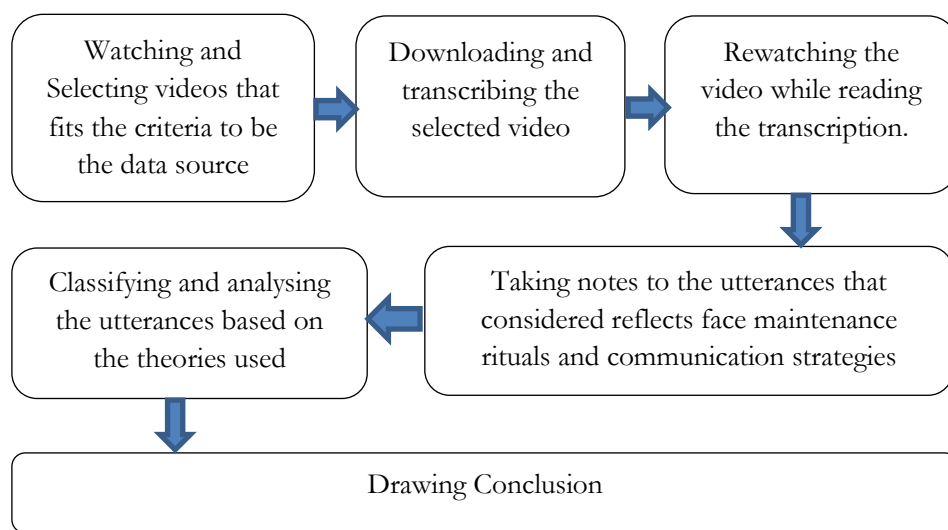 Watching and
Selecting videos that
fits the criteria to be
the data source
Downloading and
transcribing the
selected video
Rewatching the
video while reading
the transcription.
Taking notes to the utterances that
considered reflects face maintenance
rituals and communication strategies
Classifying and analysing
the utterances based on
the theories used
Drawing Conclusion